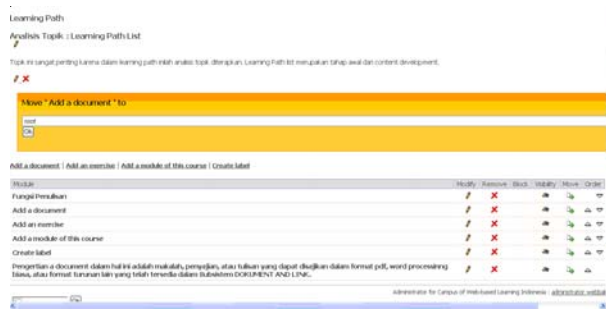 Learning Path
Analisis Topik : Learning Path List
Topik ini sangat penting karena dalam learning path inilah analisis topik diterapkan. Learning Path list merupakan tahap awal dari content development.
Move " Add a document " to
root
Ok
Add a document | Add an exercise | Add a module of this course | Create label
Module Modify Remove Block Visibility Move Order
Fungsi Penulisan
Add a document
Add an exercise
Add a module of this course
Create label
Pengertian a document dalam hal ini adalah makalah, penyajian, atau tulisan yang dapat disajikan dalam format pdf, word processinng
biasa, atau format turunan lain yang telah tersedia dalam Subsistem DOKUMENT AND LINK.
Administrator for Campus of Web-based Learning Indonesia :